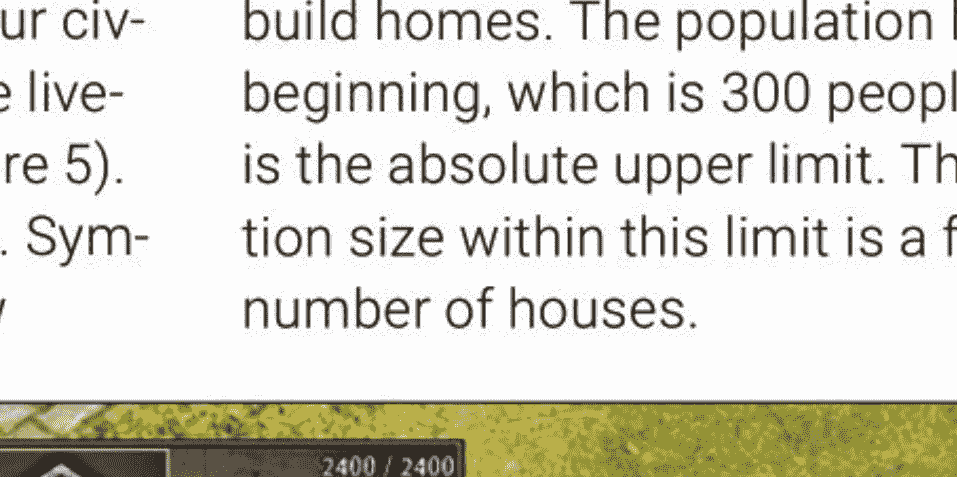 ur civ-
live-
re 5).
. Sym-
build homes. The population
beginning, which is 300 peopl
is the absolute upper limit. Th
tion size within this limit is a f
number of houses.
2400 / 2400